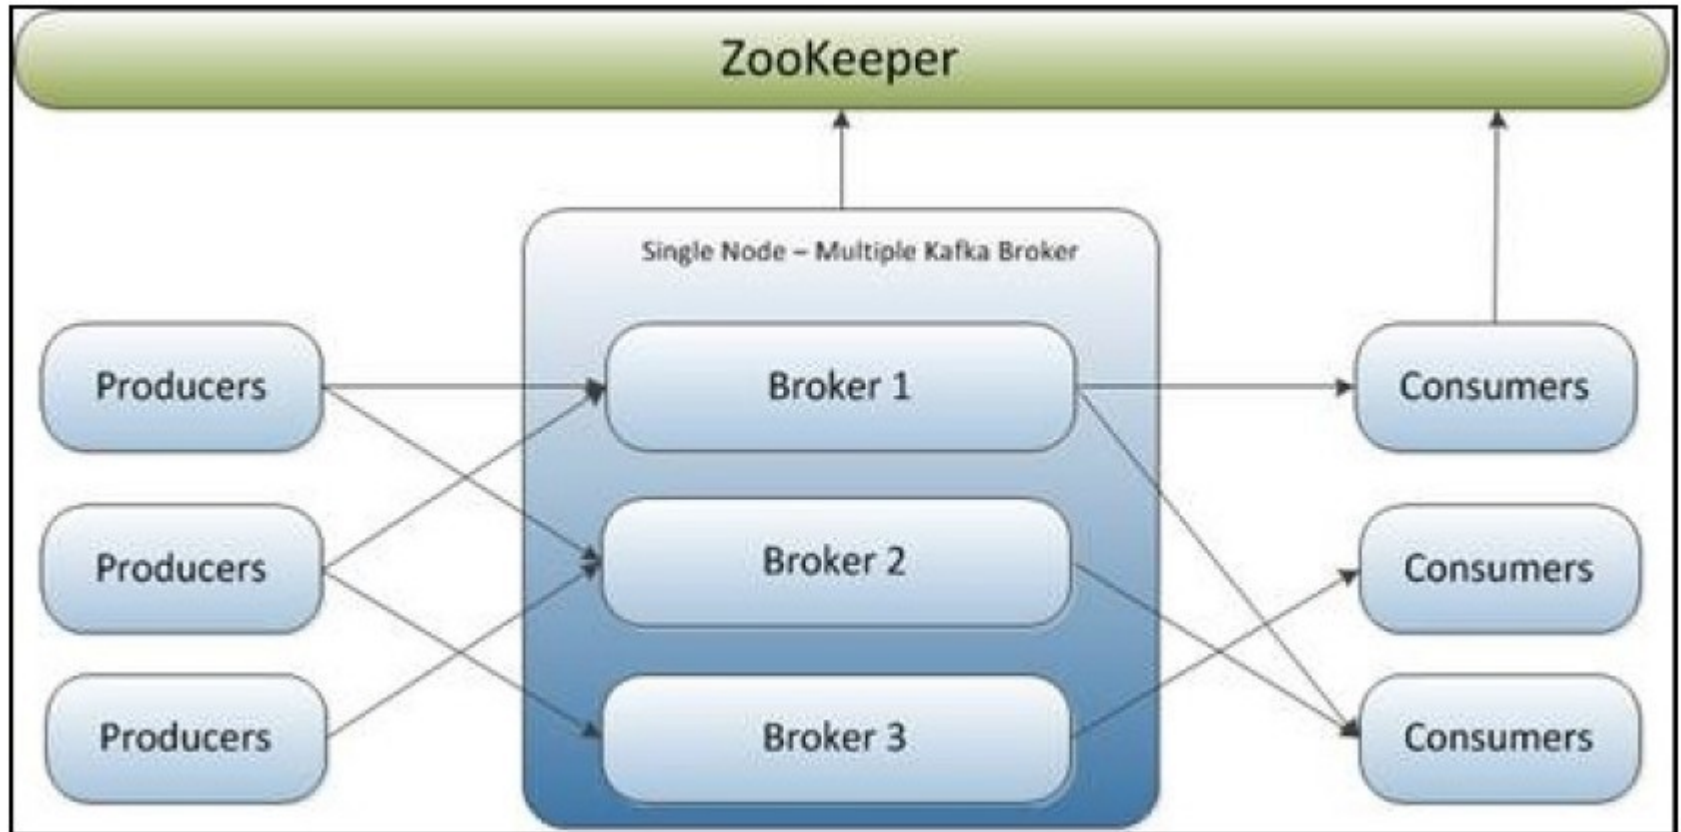 ZooKeeper
Single Node – Multiple Kafka Broker
Producers
Broker 1
Consumers
Producers
Broker 2
Consumers
Producers
Broker 3
Consumers